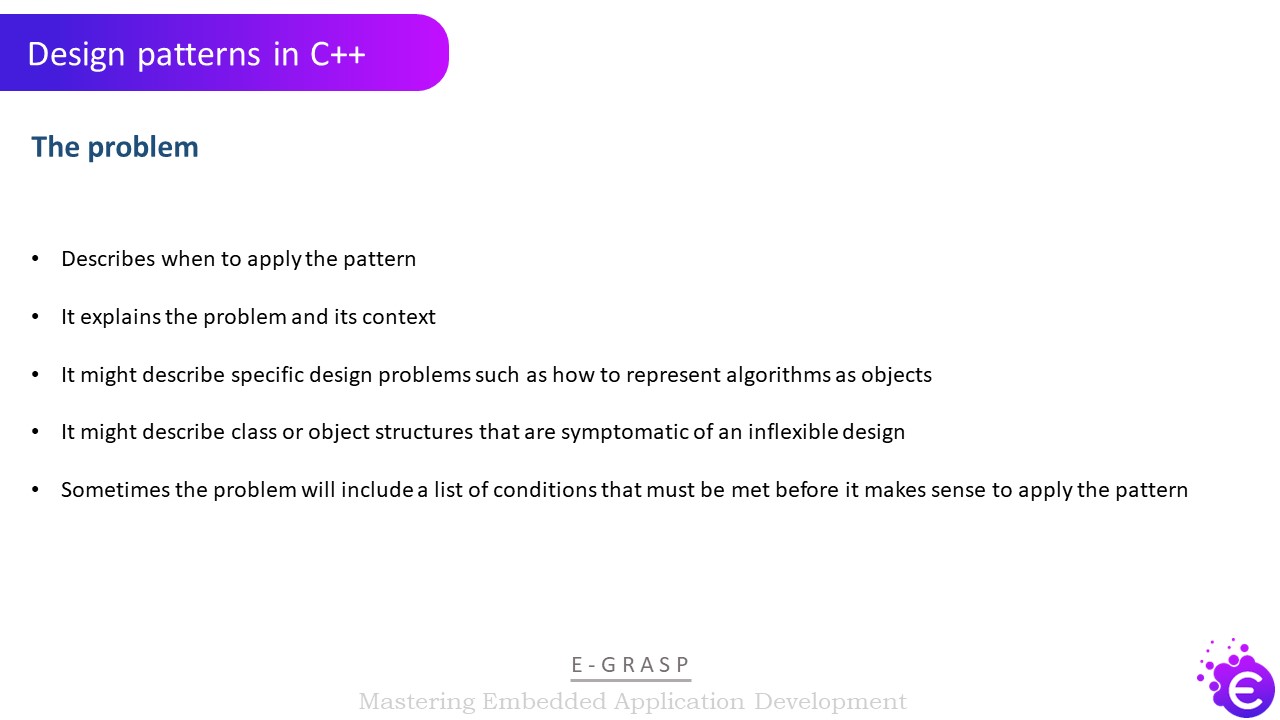 Design patterns in C++
The problem
• Describes when to apply the pattern
• It explains the problem and its context
• It might describe specific design problems such as how to represent algorithms as objects
• It might describe class or object structures that are symptomatic of an inflexible design
• Sometimes the problem will include a list of conditions that must be met before it makes sense to apply the pattern
E-GRASP
Mastering Embedded Application Development
e